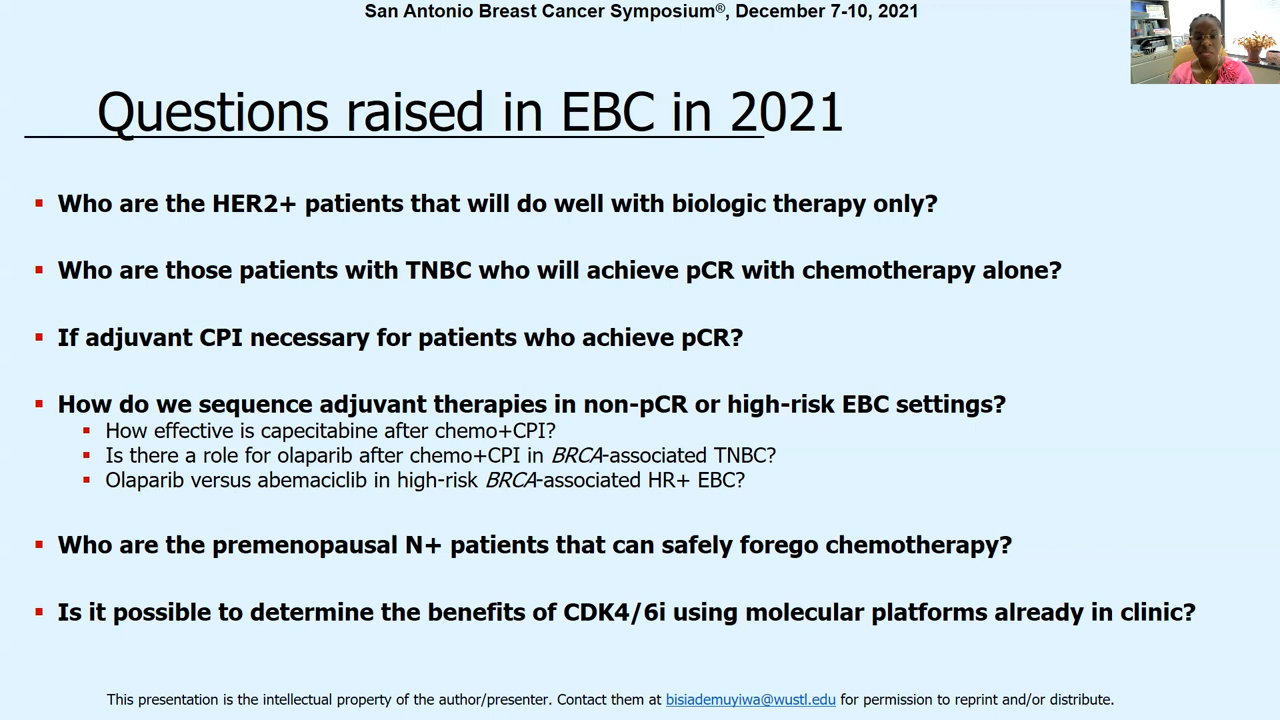 San Antonio Breast Cancer Symposium®, December 7-10, 2021
Questions raised in EBC in 2021
Who are the HER2+ patients that will do well with biologic therapy only?
Who are those patients with TNBC who will achieve pCR with chemotherapy alone?
If adjuvant CPI necessary for patients who achieve pCR?
How do we sequence adjuvant therapies in non-pCR or high-risk EBC settings?
How effective is capecitabine after chemo+CPI?
Is there a role for olaparib after chemo+CPI in BRCA-associated TNBC?
Olaparib versus abemaciclib in high-risk BRCA-associated HR+ EBC?
Who are the premenopausal N+ patients that can safely forego chemotherapy?
Is it possible to determine the benefits of CDK4/6i using molecular platforms already in clinic?
This presentation is the intellectual property of the author/presenter. Contact them at bisiademuyiwa@wustl.edu for permission to reprint and/or distribute.